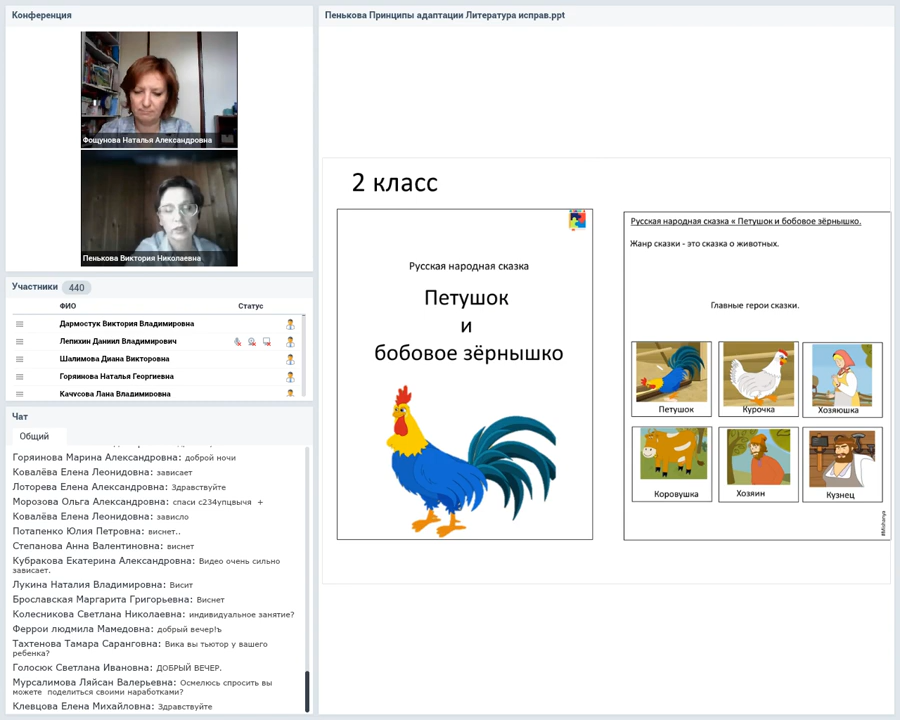 Конференция
Фощунова Наталья Александровна
Пенькова Виктория Николаевна
Участники 440
ФИО Статус
Дармостук Виктория Владимировна
Лепихин Даниил Владимирович
Шалимова Диана Викторовна
Горяинова Наталья Георгиевна
Качусова Лана Владимировна
Чат
Общий
Горяинова Марина Александровна: доброй ночи
Ковалёва Елена Леонидовна: зависает
Лоторева Елена Александровна: Здравствуйте
Морозова Ольга Александровна: спаси с234упцвычя +
Ковалёва Елена Леонидовна: зависло
Потапенко Юлия Петровна: виснет..
Степанова Анна Валентиновна: виснет
Кубракова Екатерина Александровна: Видео очень сильно
зависает.
Лукина Наталия Владимировна: Висит
Брославская Маргарита Григорьевна: Виснет
Колесникова Светлана Николаевна: индивидуальное занятие?
Феррои людмила Мамедовна: добрый вечер!ъ
Тахтенова Тамара Саранговна: Вика вы тьютор у вашего
ребенка?
Голосюк Светлана Ивановна: ДОБРЫЙ ВЕЧЕР.
Мурсалимова Ляйсан Валерьевна: Осмелюсь спросить вы
можете поделиться своими наработками?
Клевцова Елена Михайловна: Здравствуйте
Пенькова Принципы адаптации Литература исправ.ppt
2 класс
Русская народная сказка
Петушок
и
бобовое зёрнышко
Русская народная сказка « Петушок и бобовое зёрнышко.
Жанр сказки - это сказка о животных.
Главные герои сказки.
Петушок
Курочка
Хозяюшка
Коровушка
Хозяин
Кузнец